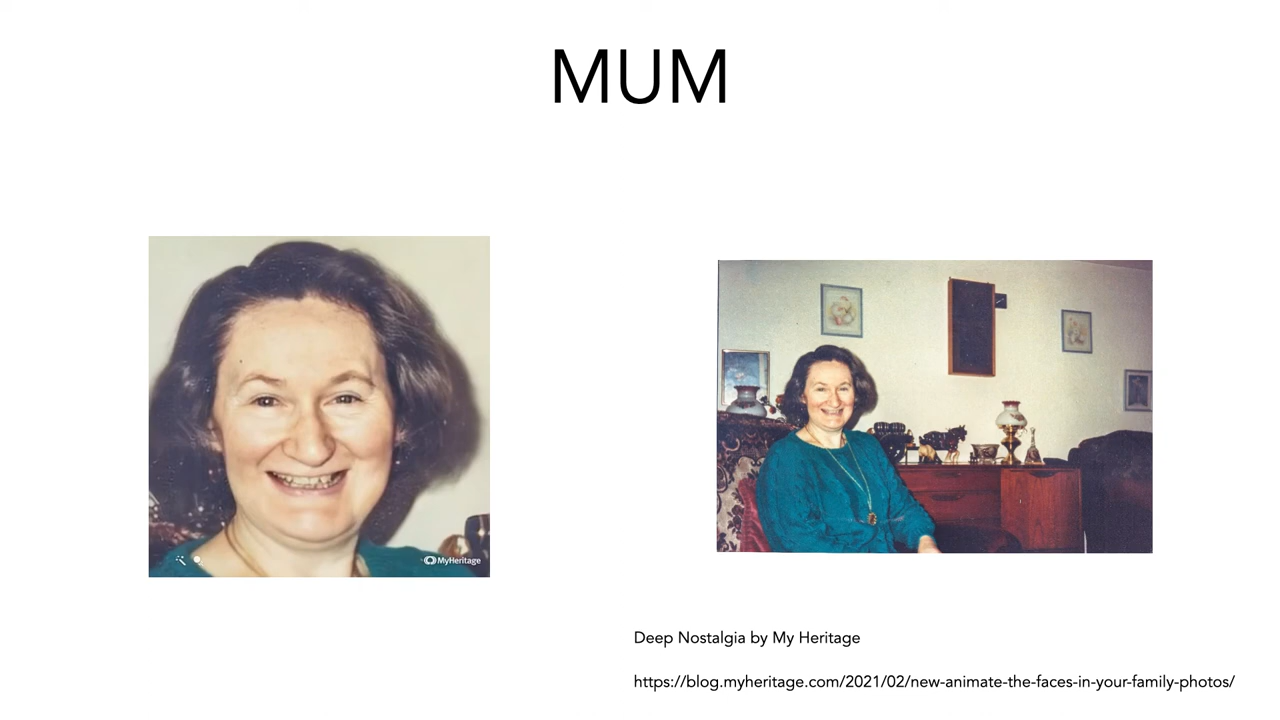 MUM
MyHeritage
Deep Nostalgia by My Heritage
https://blog.myheritage.com/2021/02/new-animate-the-faces-in-your-family-photos/